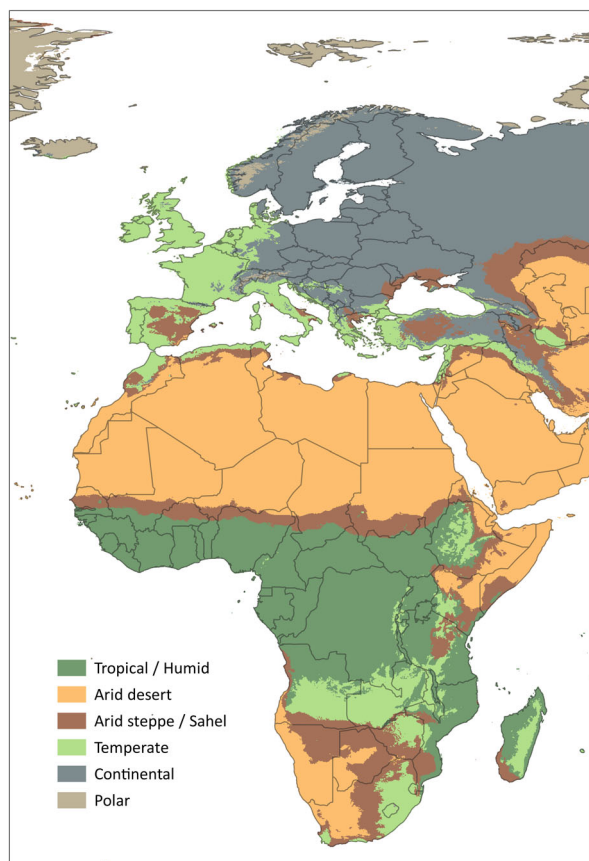 Tropical / Humid
Arid desert
Arid steppe / Sahel
Temperate
Continental
Polar